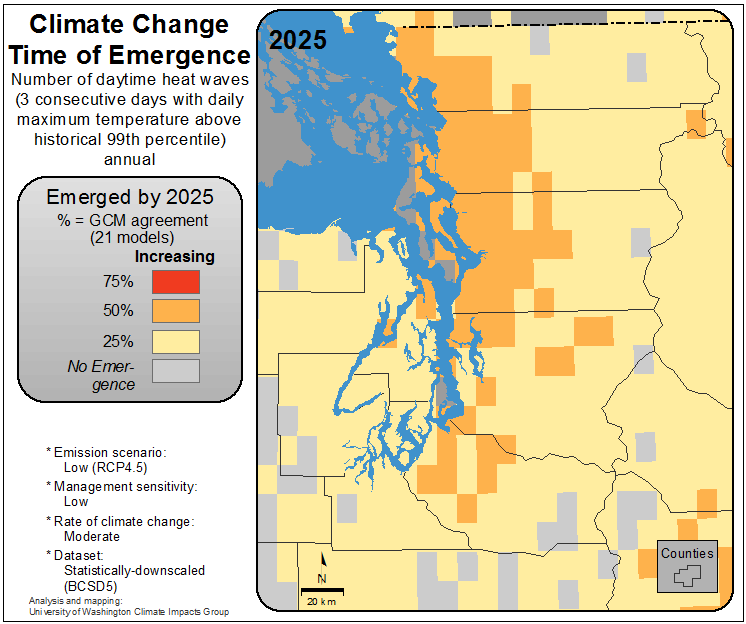 Climate Change
Time of Emergence
Number of daytime heat waves
(3 consecutive days with daily
maximum temperature above
historical 99th percentile)
annual
Emerged by 2025
% = GCM agreement
(21 models)
Increasing
75%
50%
25%
No Emer-
gence
* Emission scenario:
Low (RCP4.5)
* Management sensitivity:
Low
* Rate of climate change:
Moderate
* Dataset:
Statistically-downscaled
(BCSD5)
Analysis and mapping:
University of Washington Climate Impacts Group
2025
N
20 km
Counties